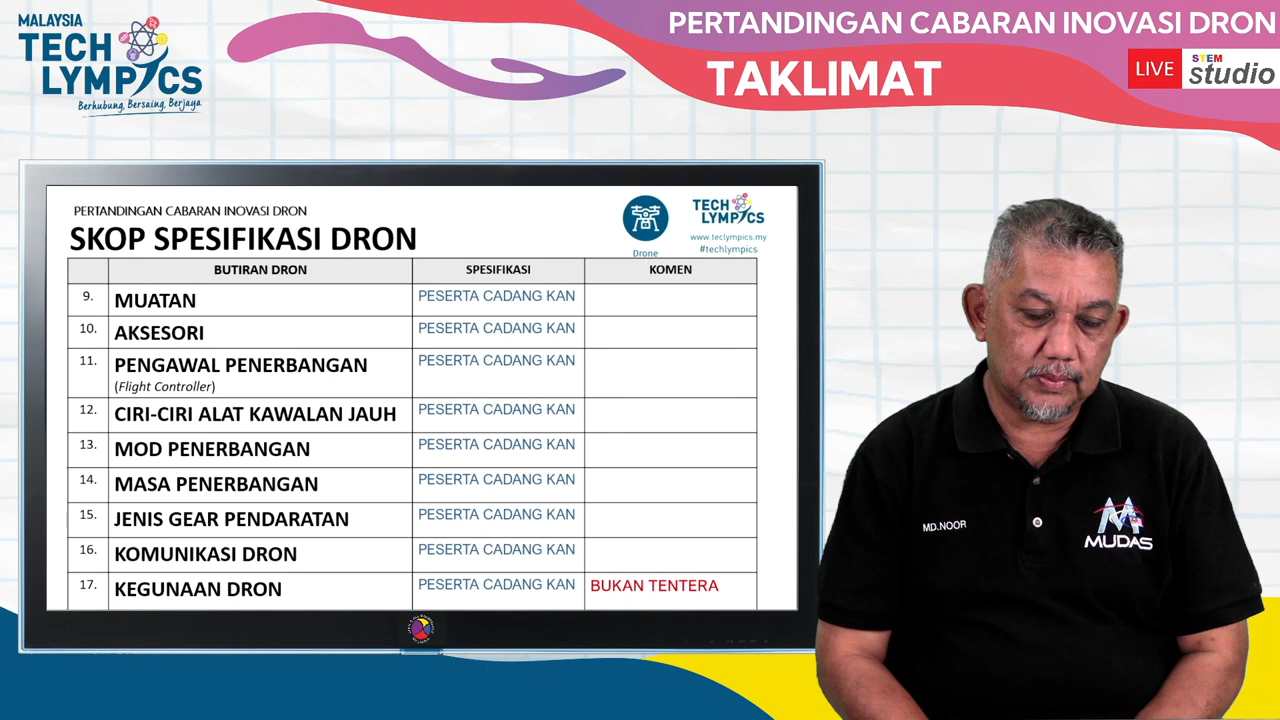 MALAYSIA
TECH
LYMPICS
Berhubung, Bersaing, Berjaya
PERTANDINGAN CABARAN INOVASI DRON
TAKLIMAT
LIVE
STEM
studio
PERTANDINGAN CABARAN INOVASI DRON
SKOP SPESIFIKASI DRON
Drone
TECH
LYMPICS
www.teclympics.my
#techlympics
BUTIRAN DRON SPESIFIKASI KOMEN
9. MUATAN PESERTA CADANG KAN
10. AKSESORI PESERTA CADANG KAN
11. PENGAWAL PENERBANGAN PESERTA CADANG KAN
(Flight Controller)
12. CIRI-CIRI ALAT KAWALAN JAUH PESERTA CADANG KAN
13. MOD PENERBANGAN PESERTA CADANG KAN
14. MASA PENERBANGAN PESERTA CADANG KAN
15. JENIS GEAR PENDARATAN PESERTA CADANG KAN
16. KOMUNIKASI DRON PESERTA CADANG KAN
17. KEGUNAAN DRON PESERTA CADANG KAN BUKAN TENTERA
MD.NOOR
MUDAS